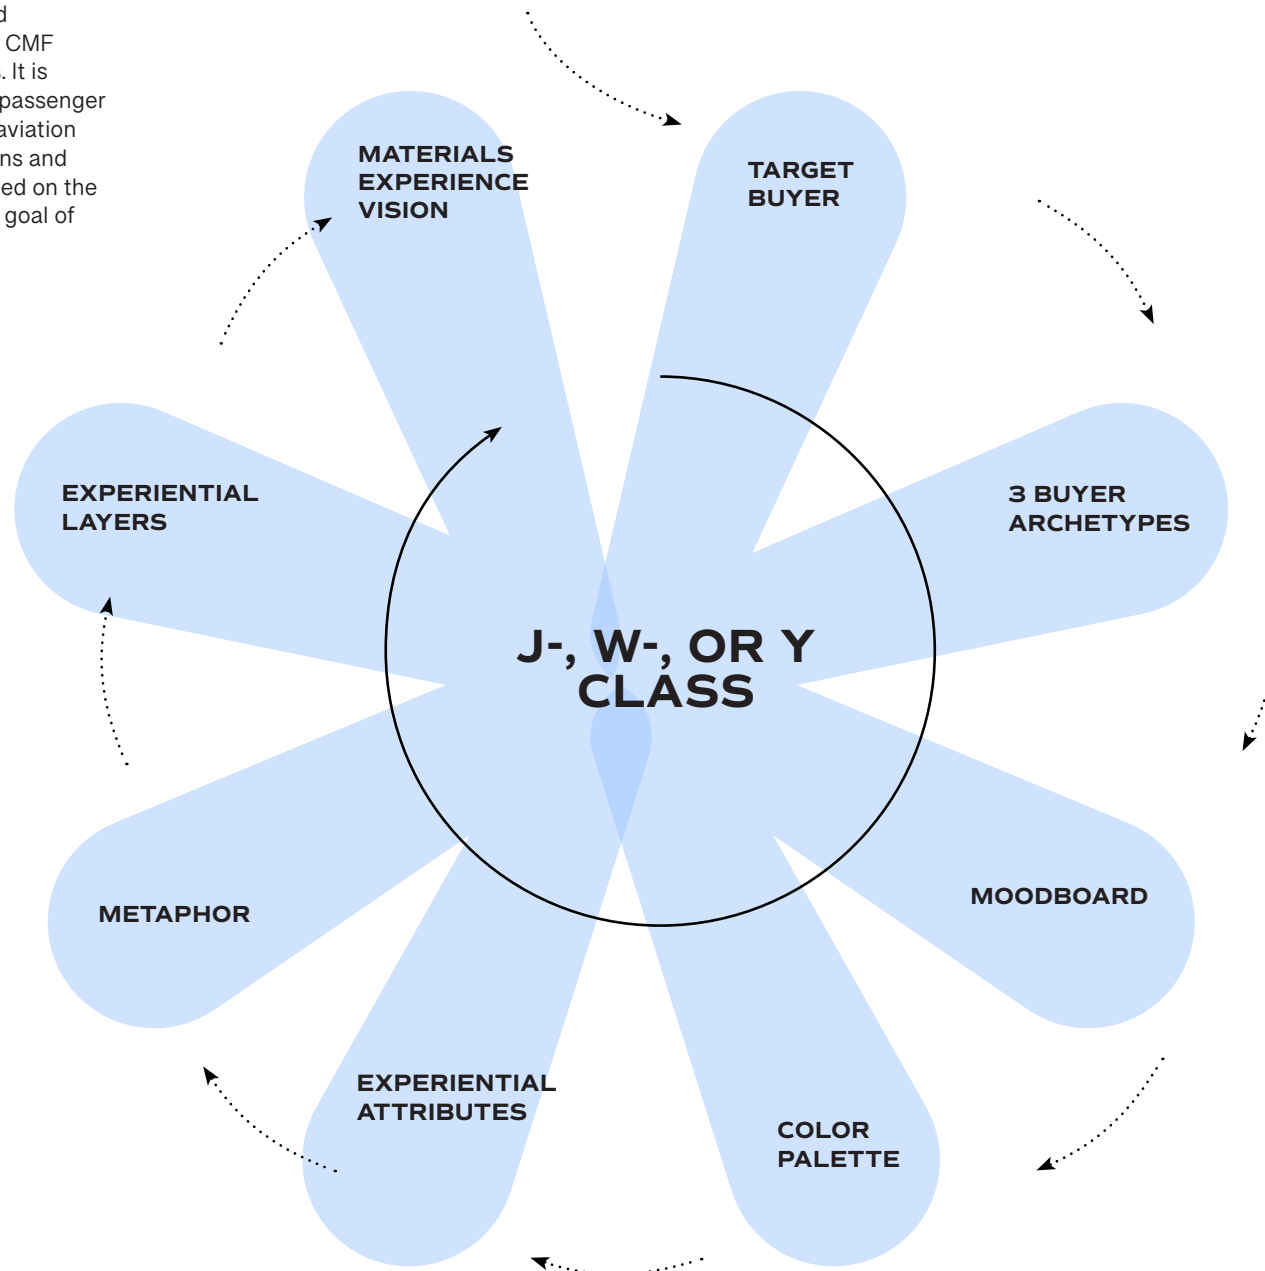 CMF
. It is
passenger
aviation
ns and
ed on the
goal of
MATERIALS
EXPERIENCE
VISION
TARGET
BUYER
EXPERIENTIAL
LAYERS
3 BUYER
ARCHETYPES
J-, W-, OR Y
CLASS
METAPHOR
MOODBOARD
EXPERIENTIAL
ATTRIBUTES
COLOR
PALETTE